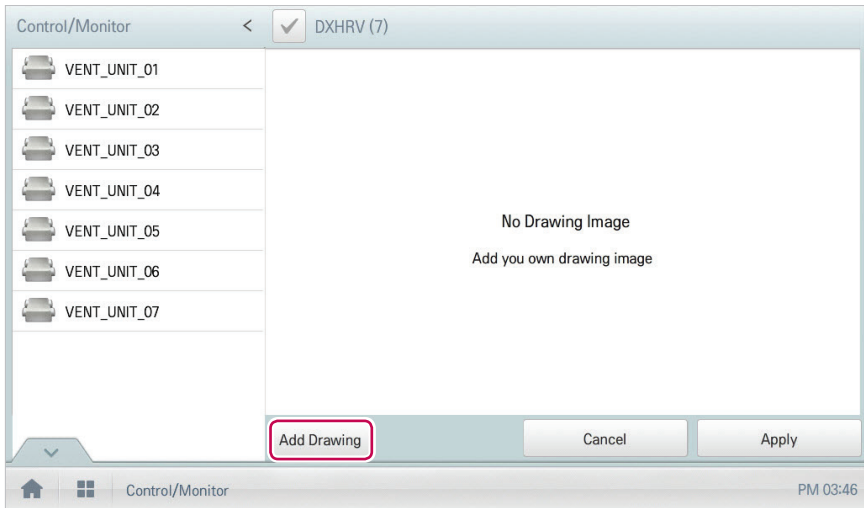 Control/Monitor
DXHRV (7)
VENT_UNIT_01
VENT_UNIT_02
VENT_UNIT_03
VENT_UNIT_04
VENT_UNIT_05
VENT_UNIT_06
VENT_UNIT_07
No Drawing Image
Add you own drawing image
Add Drawing
Cancel
Apply
Control/Monitor
PM 03:46